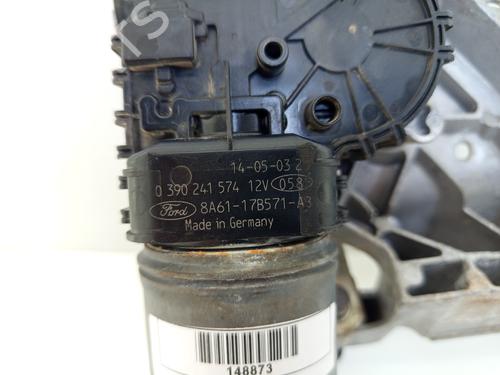 14-05-03 2
0 390 241 574 12V 058
Ford 8A61-17B571-A3
Made in Germany
148873